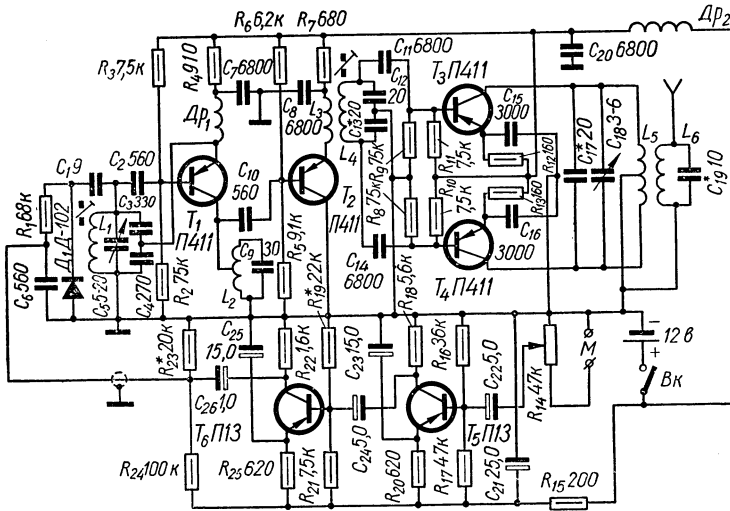 R₆ 6,2к
R₇ 680
Др₂
R₃ 7,5к
R₄ 910
C₇ 6800
C₈
6800
L₃
C₁₁ 6800
C₁₂
20
C₁₃* 20
L₄
T₃ П411
C₂₀ 6800
C₁₅
3000
R₁₂ 160
C₁₇* 20
C₁₈ 3-6
L₅
L₆
C₁₉* 10
Др₁
C₁ 9
C₂ 560
C₁₀
560
T₂
П411
R₉ 75к
R₁₁
7,5к
R₈ 75к
R₁₀
7,5к
R₁₃ 160
R₁ 68к
Д₁ Д-102
L₁
C₃ 330
T₁
П411
C₆ 560
C₅ 5-20
C₄ 270
R₂ 75к
L₂
C₉
30
R₅ 9,1к
R₁₉* 22к
C₁₄
6800
R₁₈ 5,6к
T₄ П411
3000
C₁₆
R₂₃* 20к
C₂₅
15,0
R₂₂ 1,6к
C₂₃ 15,0
R₁₆ 36к
C₂₂ 5,0
R₁₄ 47к
М
12 в
−
+
Вк
C₂₆ 1,0
T₆ П13
C₂₄ 5,0
T₅ П13
R₂₄ 100к
R₂₅ 620
R₂₁ 7,5к
R₂₀ 620
R₁₇ 47к
C₂₁ 25,0
R₁₅ 200